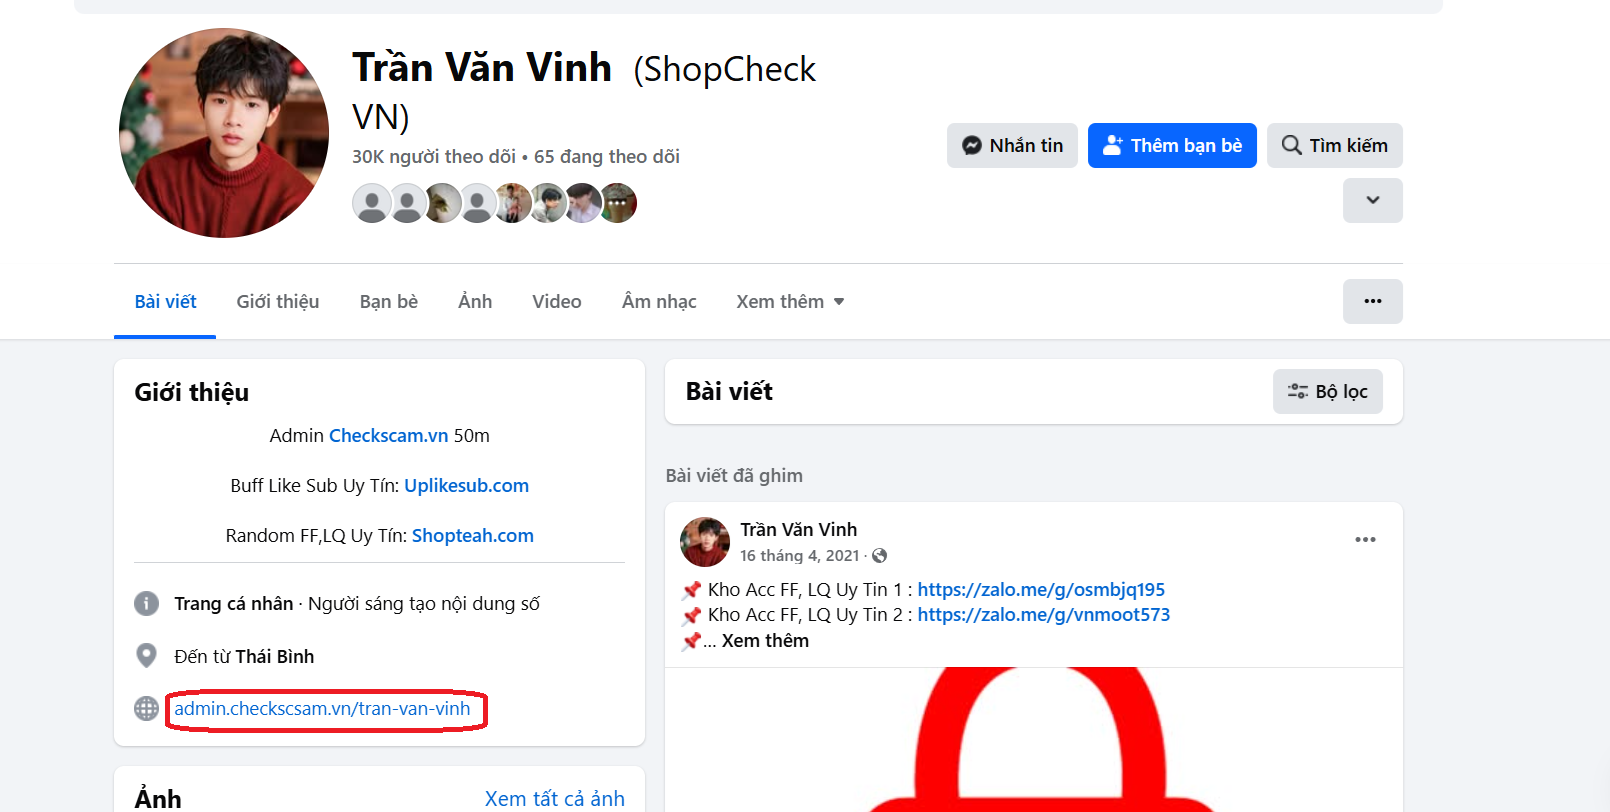 Trần Văn Vinh (ShopCheck
VN)
30K người theo dõi • 65 đang theo dõi
Nhắn tin
Thêm bạn bè
Tìm kiếm
Bài viết
Giới thiệu
Bạn bè
Ảnh
Video
Âm nhạc
Xem thêm
Giới thiệu
Admin Checkscam.vn 50m
Buff Like Sub Uy Tín: Uplikesub.com
Random FF,LQ Uy Tín: Shopteah.com
Trang cá nhân · Người sáng tạo nội dung số
Đến từ Thái Bình
admin.checkscsam.vn/tran-van-vinh
Ảnh
Xem tất cả ảnh
Bài viết
Bộ lọc
Bài viết đã ghim
Trần Văn Vinh
16 tháng 4, 2021 ·
📌 Kho Acc FF, LQ Uy Tin 1 : https://zalo.me/g/osmbjq195
📌 Kho Acc FF, LQ Uy Tin 2 : https://zalo.me/g/vnmoot573
📌... Xem thêm